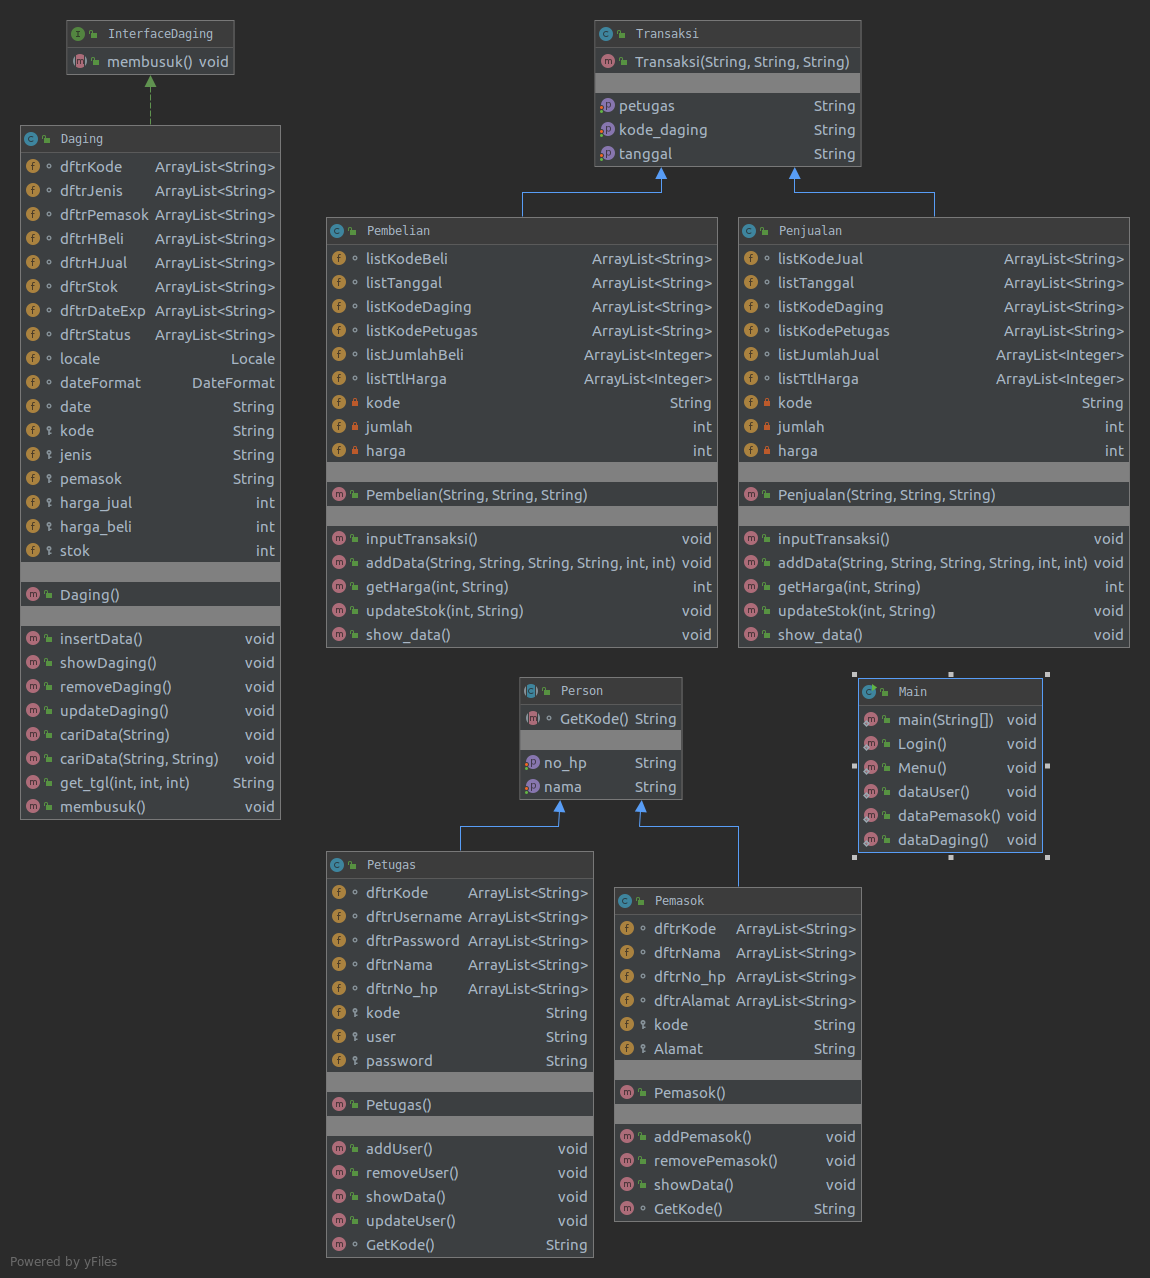 InterfaceDaging
membusuk() void
Daging
dftrKode ArrayList<String>
dftrJenis ArrayList<String>
dftrPemasok ArrayList<String>
dftrHBeli ArrayList<String>
dftrHJual ArrayList<String>
dftrStok ArrayList<String>
dftrDateExp ArrayList<String>
dftrStatus ArrayList<String>
locale Locale
dateFormat DateFormat
date String
kode String
jenis String
pemasok String
harga_jual int
harga_beli int
stok int
Daging()
insertData() void
showDaging() void
removeDaging() void
updateDaging() void
cariData(String) void
cariData(String, String) void
get_tgl(int, int, int) String
membusuk() void
Transaksi
Transaksi(String, String, String)
petugas String
kode_daging String
tanggal String
Pembelian
listKodeBeli ArrayList<String>
listTanggal ArrayList<String>
listKodeDaging ArrayList<String>
listKodePetugas ArrayList<String>
listJumlahBeli ArrayList<Integer>
listTtlHarga ArrayList<Integer>
kode String
jumlah int
harga int
Pembelian(String, String, String)
inputTransaksi() void
addData(String, String, String, String, int, int) void
getHarga(int, String) int
updateStok(int, String) void
show_data() void
Penjualan
listKodeJual ArrayList<String>
listTanggal ArrayList<String>
listKodeDaging ArrayList<String>
listKodePetugas ArrayList<String>
listJumlahJual ArrayList<Integer>
listTtlHarga ArrayList<Integer>
kode String
jumlah int
harga int
Penjualan(String, String, String)
inputTransaksi() void
addData(String, String, String, String, int, int) void
getHarga(int, String) int
updateStok(int, String) void
show_data() void
Person
GetKode() String
no_hp String
nama String
Main
main(String[]) void
Login() void
Menu() void
dataUser() void
dataPemasok() void
dataDaging() void
Petugas
dftrKode ArrayList<String>
dftrUsername ArrayList<String>
dftrPassword ArrayList<String>
dftrNama ArrayList<String>
dftrNo_hp ArrayList<String>
kode String
user String
password String
Petugas()
addUser() void
removeUser() void
showData() void
updateUser() void
GetKode() String
Pemasok
dftrKode ArrayList<String>
dftrNama ArrayList<String>
dftrNo_hp ArrayList<String>
dftrAlamat ArrayList<String>
kode String
Alamat String
Pemasok()
addPemasok() void
removePemasok() void
showData() void
GetKode() String
Powered by yFiles